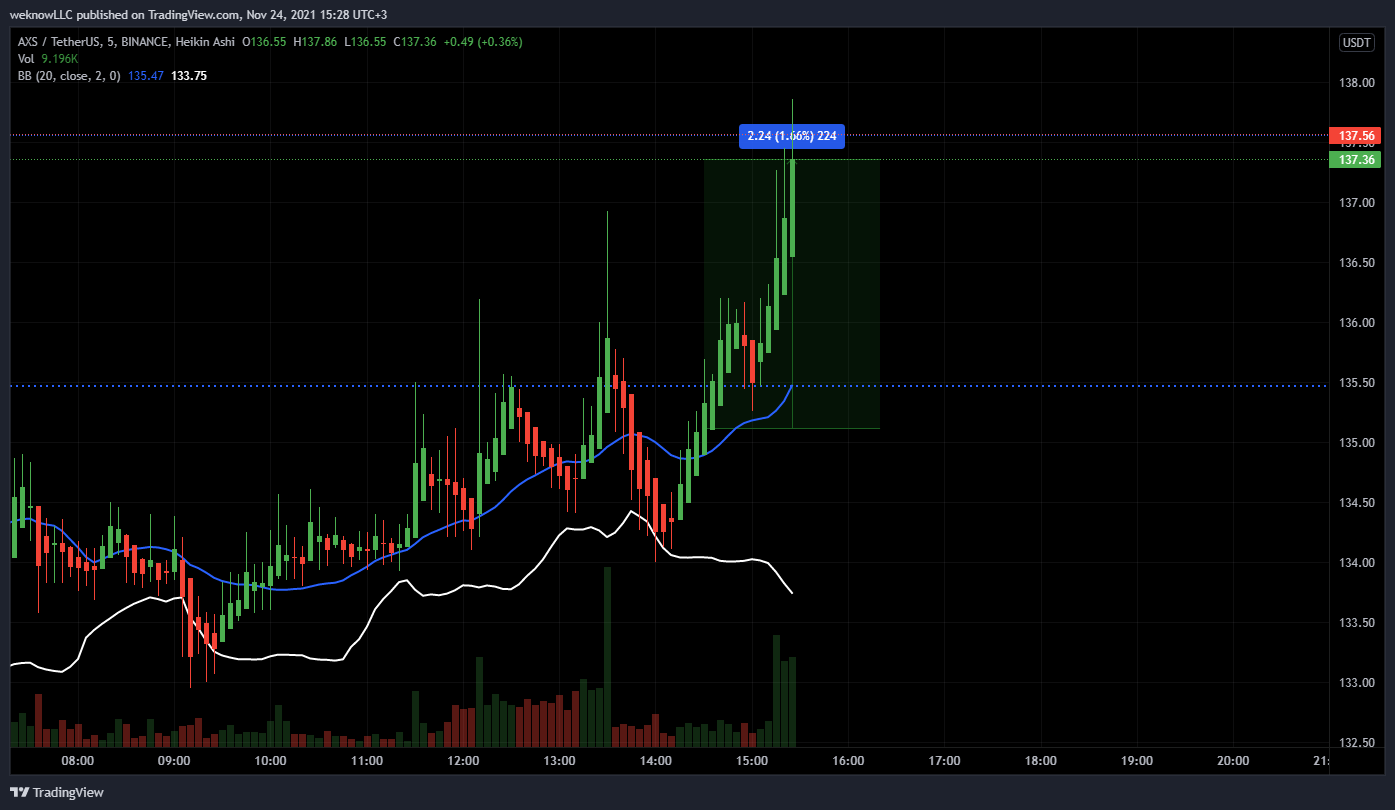 weknowLLC published on TradingView.com, Nov 24, 2021 15:28 UTC+3
AXS / TetherUS, 5, BINANCE, Heikin Ashi O136.55 H137.86 L136.55 C137.36 +0.49 (+0.36%)
Vol 9.196K
BB (20, close, 2, 0) 135.47 133.75
USDT
138.00
2.24 (1.66%) 224
137.56
137.36
137.00
136.50
136.00
135.50
135.00
134.50
134.00
133.50
133.00
132.50
08:00 09:00 10:00 11:00 12:00 13:00 14:00 15:00 16:00 17:00 18:00 19:00 20:00 21:
TradingView